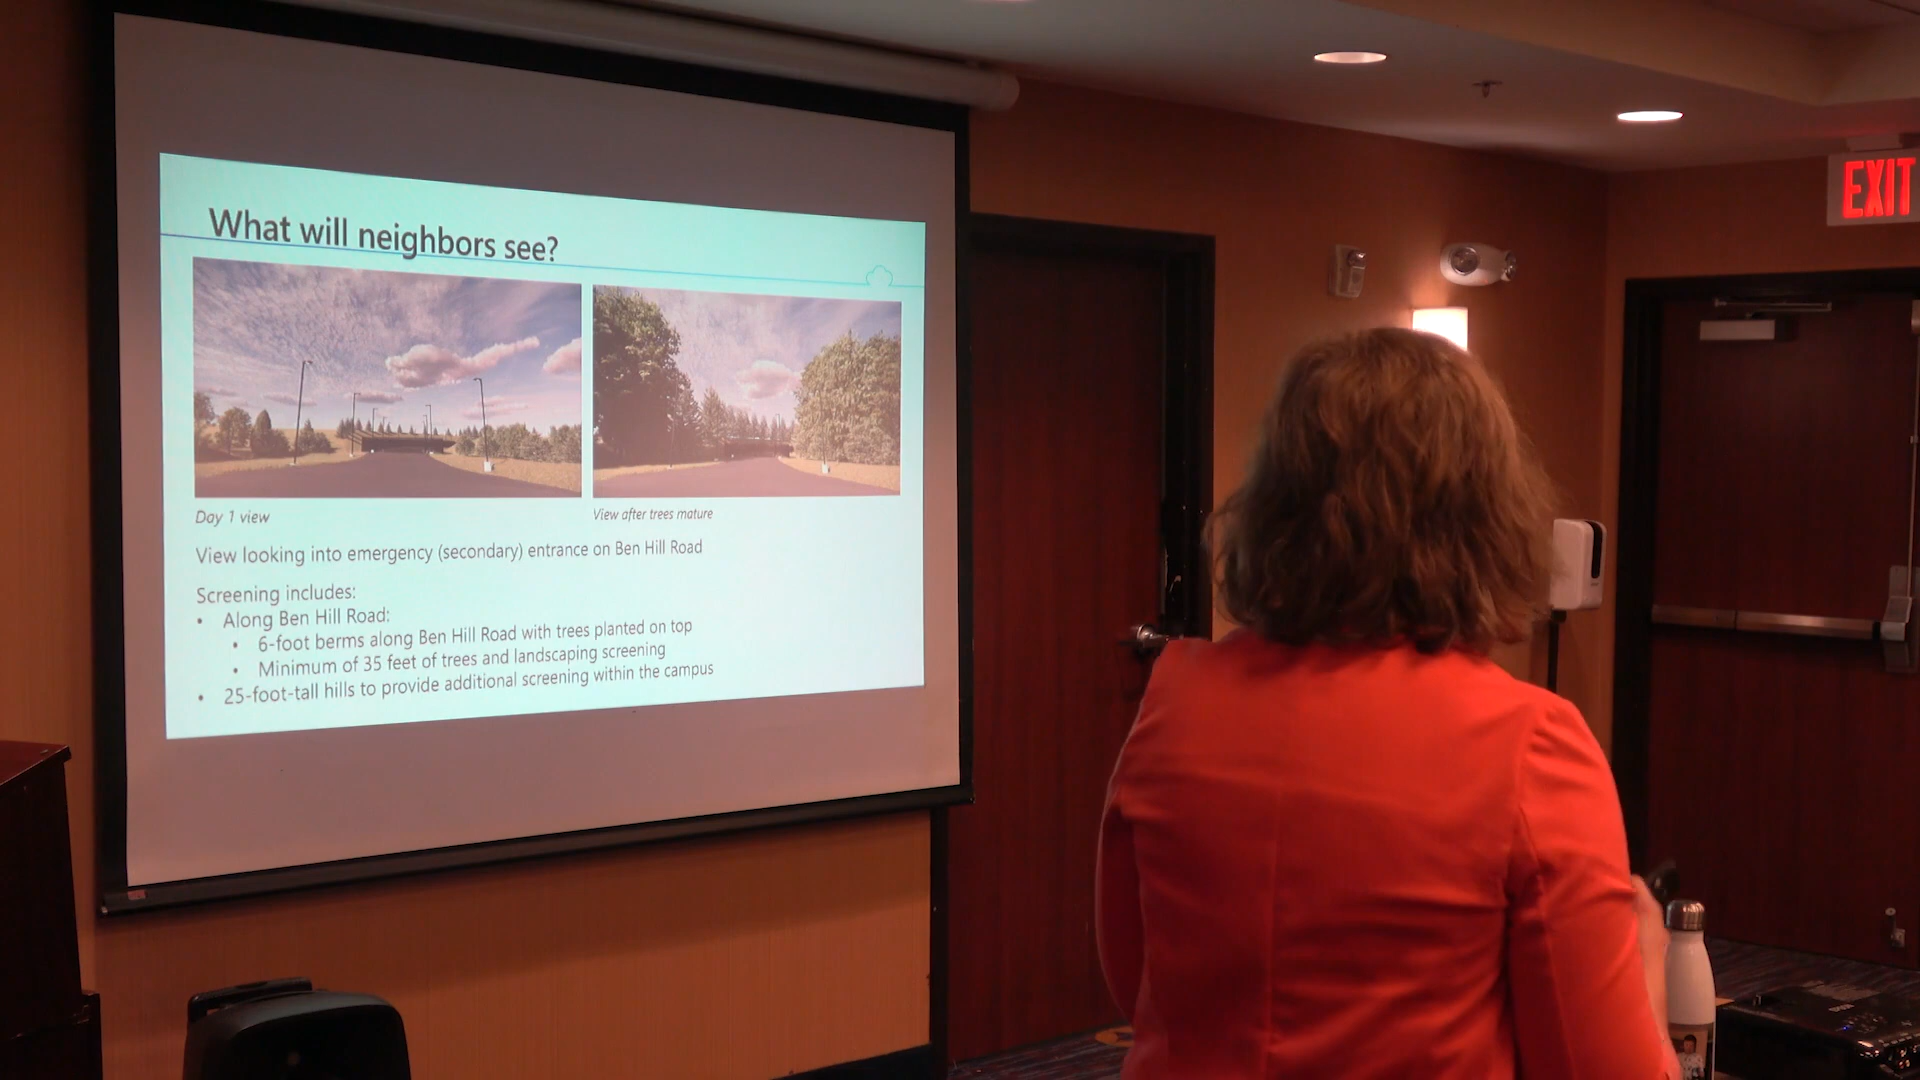 What will neighbors see?
Day 1 view
View after trees mature
View looking into emergency (secondary) entrance on Ben Hill Road
Screening includes:
• Along Ben Hill Road:
• 6-foot berms along Ben Hill Road with trees planted on top
• Minimum of 35 feet of trees and landscaping screening
• 25-foot-tall hills to provide additional screening within the campus
EXIT